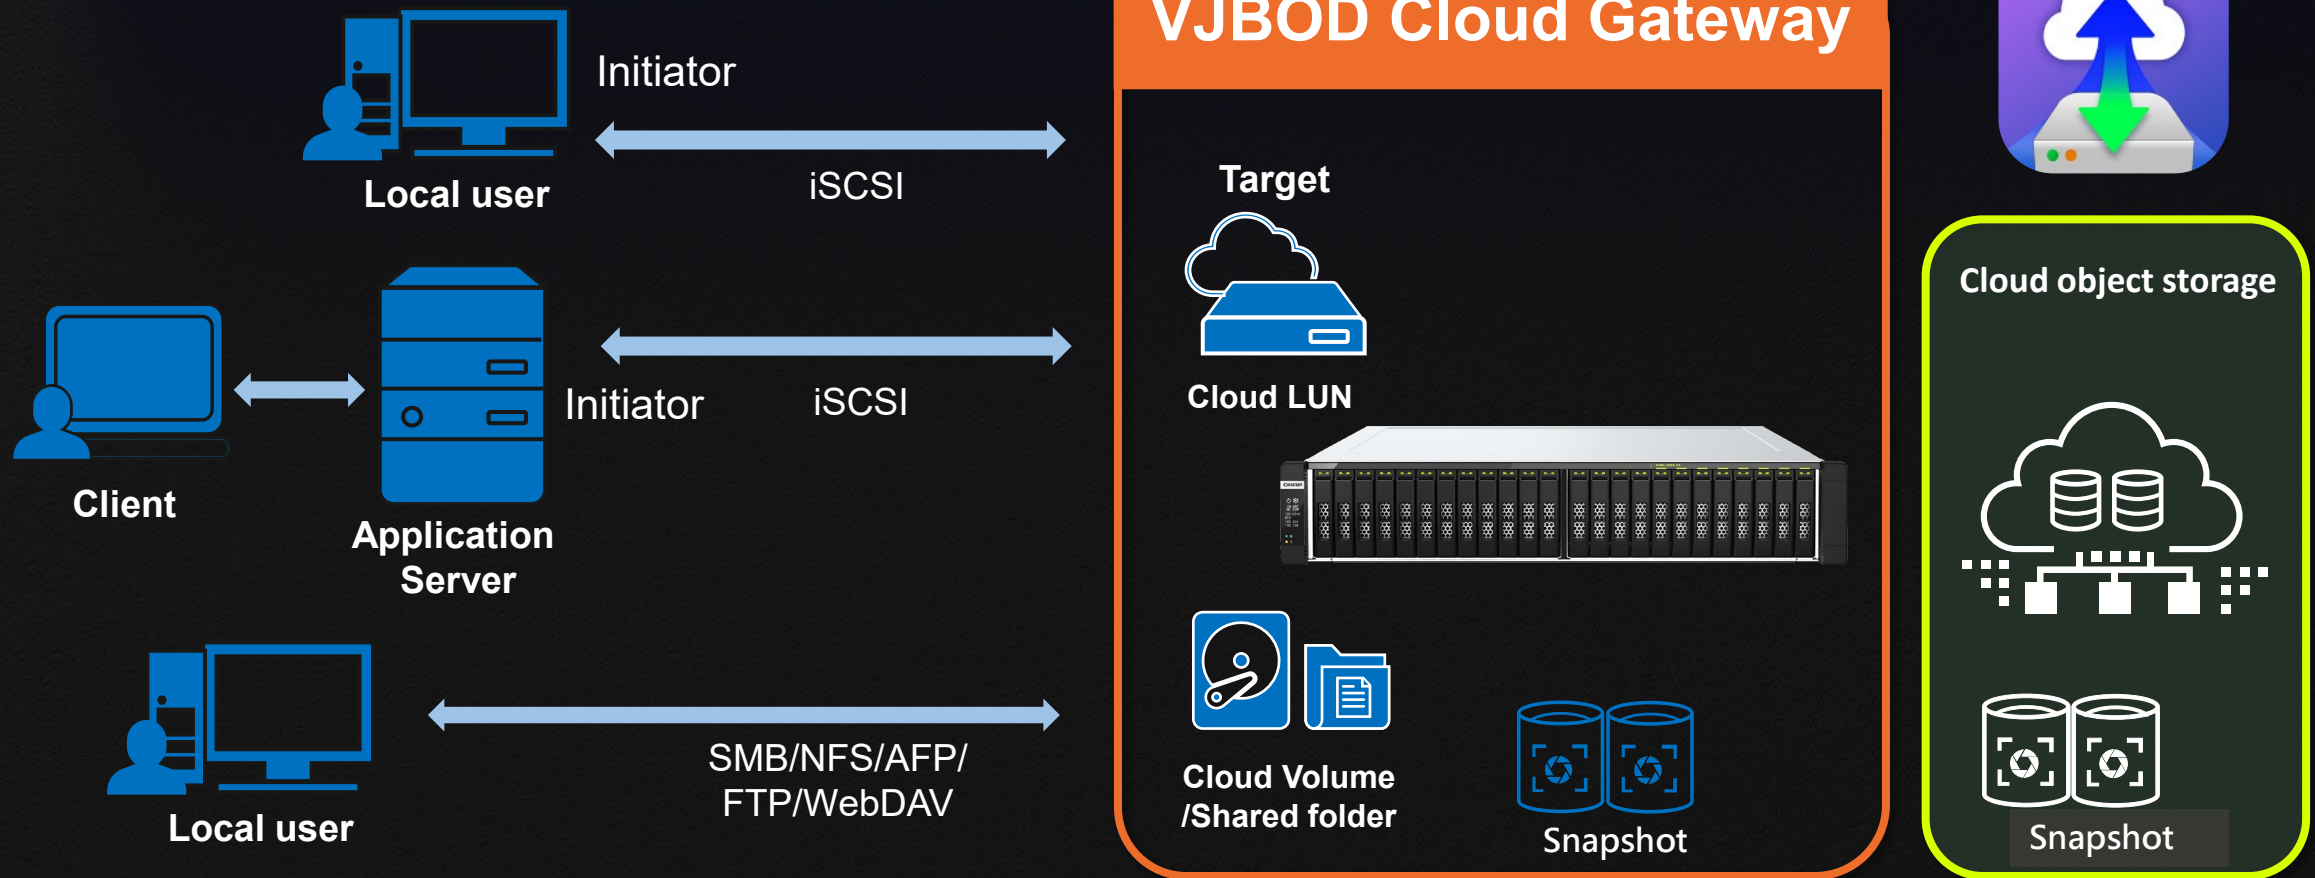 VJBOD Cloud Gateway
Initiator
iSCSI
Local user
Target
Cloud object storage
Initiator
iSCSI
Cloud LUN
Client
Application
Server
QNAP
SMB/NFS/AFP/
FTP/WebDAV
Local user
Cloud Volume
/Shared folder
Snapshot
Snapshot